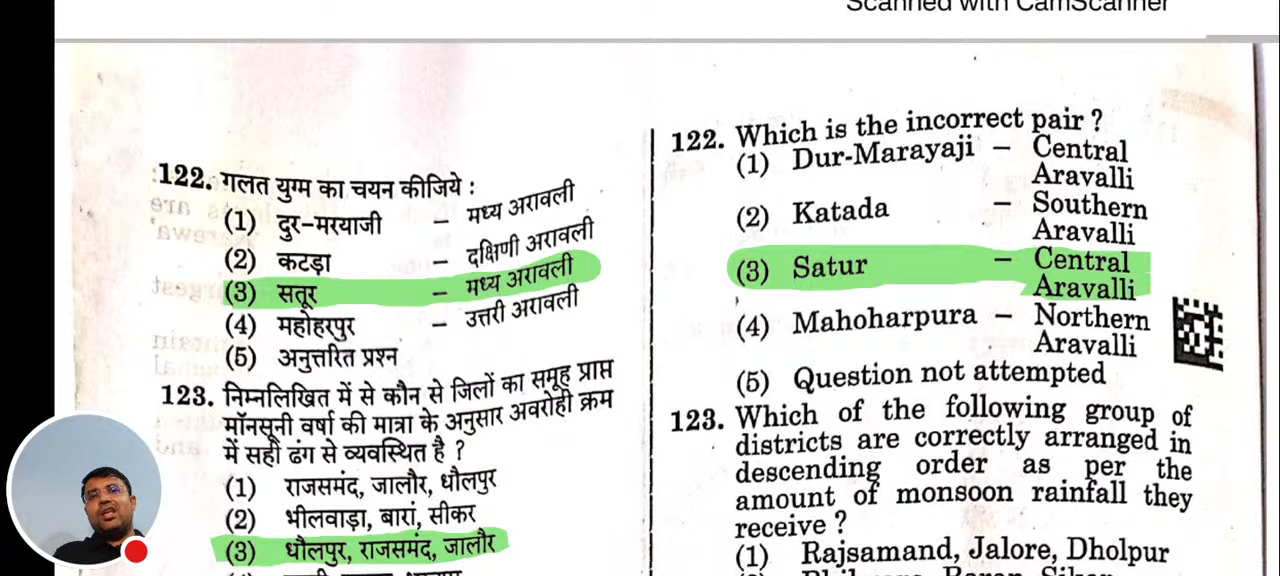 Scanned with CamScanner
122. गलत युग्म का चयन कीजिये :
(1) दुर-मरयाजी – मध्य अरावली
(2) कटड़ा – दक्षिणी अरावली
(3) सतूर – मध्य अरावली
(4) महोहरपुर – उत्तरी अरावली
(5) अनुत्तरित प्रश्न
123. निम्नलिखित में से कौन से जिलों का समूह प्राप्त
मॉनसूनी वर्षा की मात्रा के अनुसार अवरोही क्रम
में सही ढंग से व्यवस्थित है ?
(1) राजसमंद, जालौर, धौलपुर
(2) भीलवाड़ा, बारां, सीकर
(3) धौलपुर, राजसमंद, जालौर
122. Which is the incorrect pair ?
(1) Dur-Marayaji – Central
Aravalli
(2) Katada – Southern
Aravalli
(3) Satur – Central
Aravalli
(4) Mahoharpura – Northern
Aravalli
(5) Question not attempted
123. Which of the following group of
districts are correctly arranged in
descending order as per the
amount of monsoon rainfall they
receive ?
(1) Rajsamand, Jalore, Dholpur